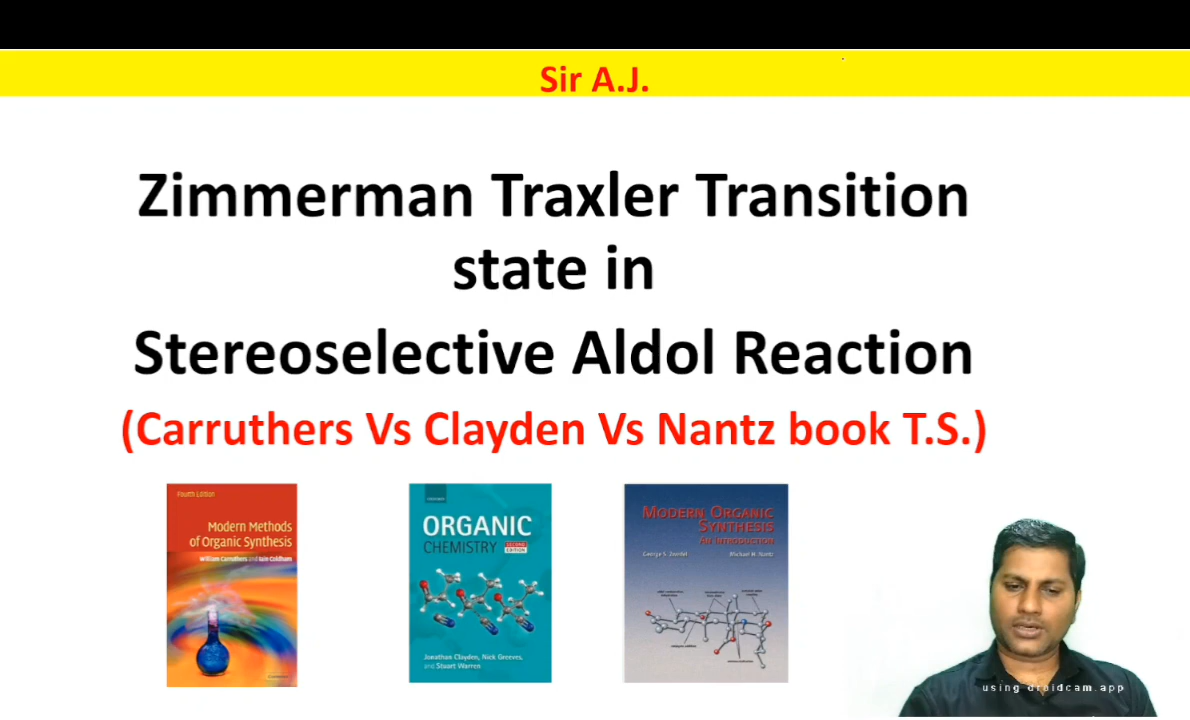 Sir A.J.
Zimmerman Traxler Transition
state in
Stereoselective Aldol Reaction
(Carruthers Vs Clayden Vs Nantz book T.S.)
Fourth Edition
Modern Methods
of Organic Synthesis
William Carruthers and Iain Coldham
OXFORD
ORGANIC
CHEMISTRY
SECOND
EDITION
Jonathan Clayden, Nick Greeves,
and Stuart Warren
MODERN ORGANIC
SYNTHESIS
AN INTRODUCTION
George S. Zweifel Michael H. Nantz
using droidcam.app